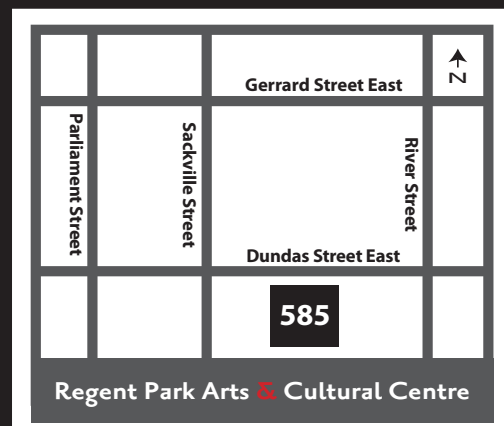 N
Gerrard Street East
Parliament Street
Sackville Street
River Street
Dundas Street East
585
Regent Park Arts & Cultural Centre